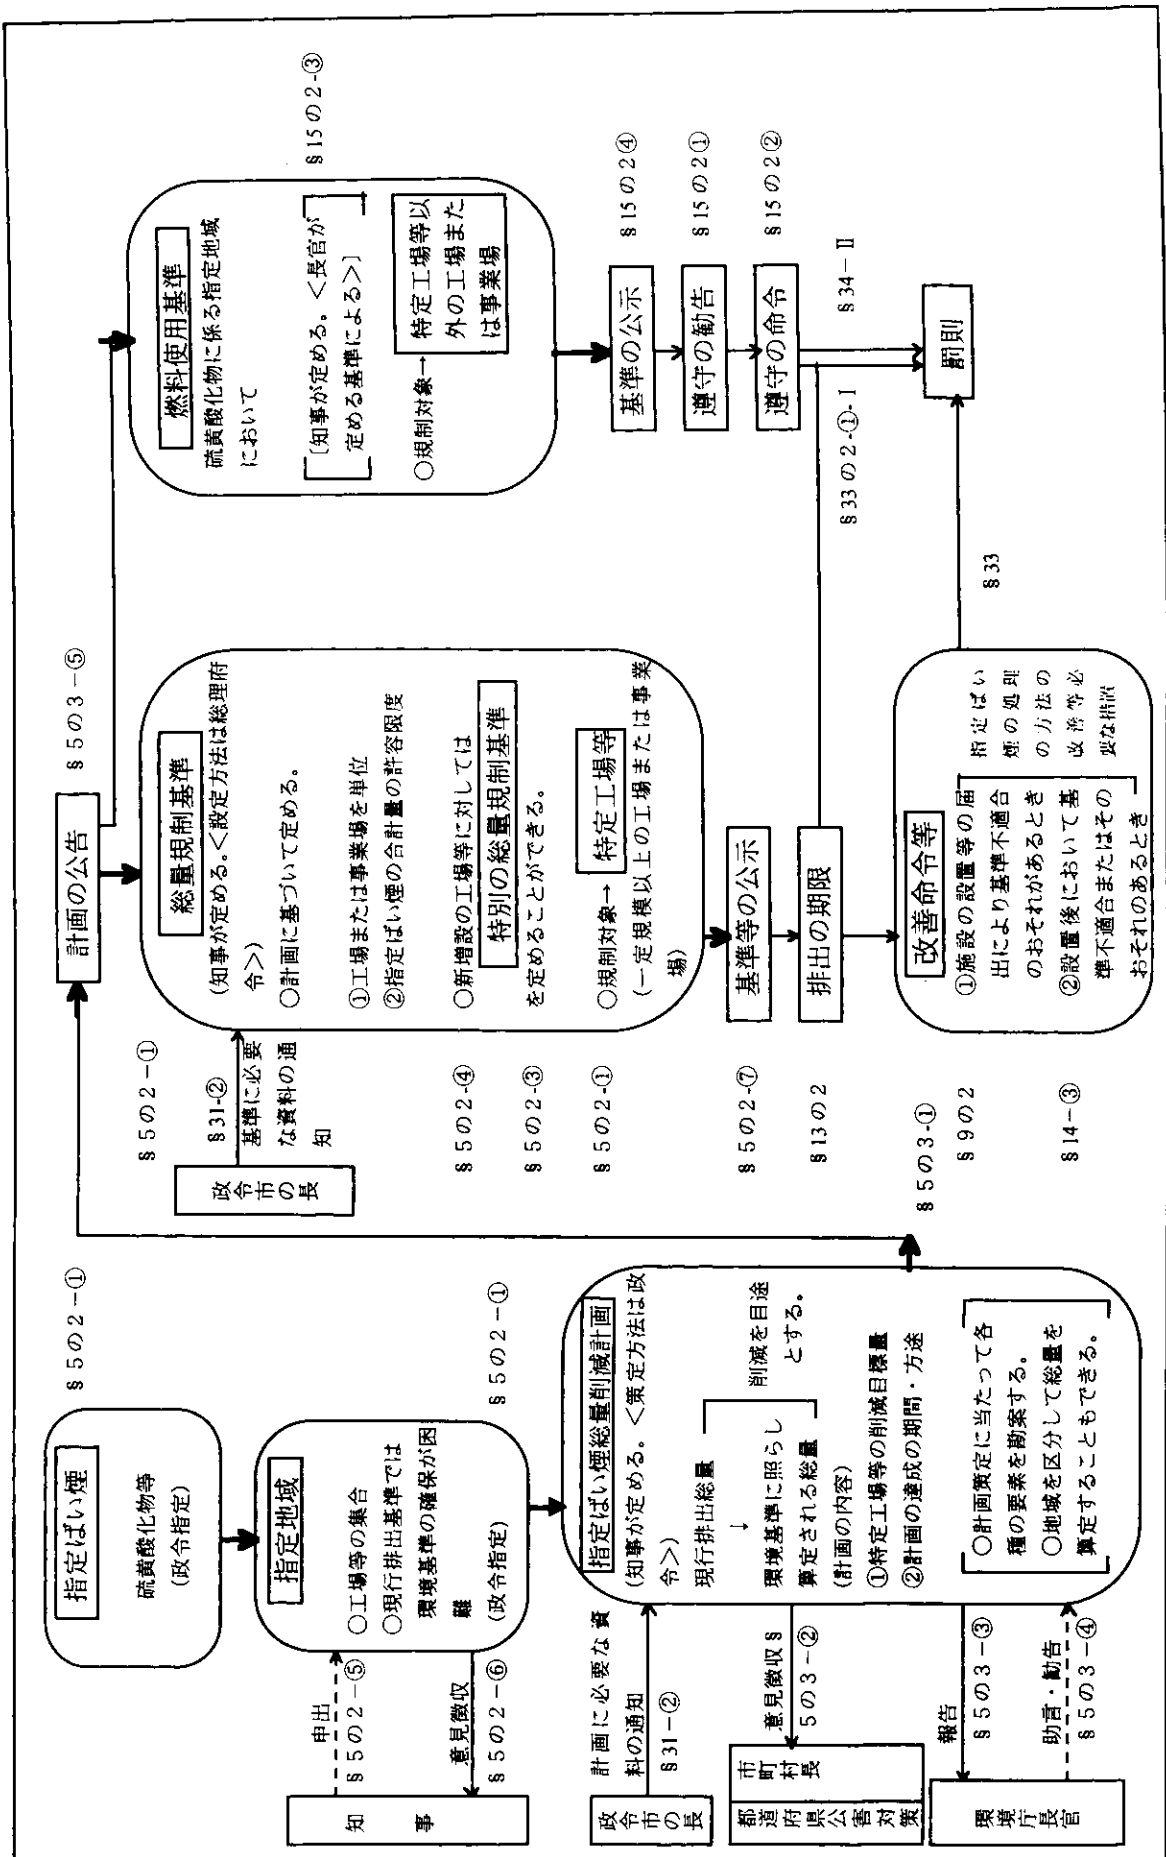 指定ばい煙
§5の2－①
硫黄酸化物等
(政令指定)
指定地域
○工場等の集合
○現行排出基準では
環境基準の確保が困
難
(政令指定)
§5の2－①
知事
申出
§5の2－⑤
意見徴収
§5の2－⑥
指定ばい煙総量削減計画
(知事が定める。<策定方法は政
令>)
現行排出総量
↓
環境基準に照らし
算定される総量
削減を目途
とする。
(計画の内容)
①特定工場等の削減目標量
②計画の達成の期間・方途
○計画策定に当たって各
種の要素を勘案する。
○地域を区分して総量を
算定することもできる。
政令市の長
計画に必要な資
料の通知
§31-②
都道府県公害対策
市町村長
意見徴収§
5の3－②
環境庁長官
報告
§5の3－③
助言・勧告
§5の3－④
§5の3-①
計画の公告
§5の3－⑤
総量規制基準
§5の2－①
(知事が定める。<設定方法は総理府
令>)
○計画に基づいて定める。
①工場または事業場を単位
②指定ばい煙の合計量の許容限度
○新増設の工場等に対しては
特別の総量規制基準
を定めることができる。
○規制対象→特定工場等
(一定規模以上の工場または事業
場)
政令市の長
§31-②
基準に必要
な資料の通
知
§5の2-④
§5の2-③
§5の2-①
基準等の公示
§5の2-⑦
排出の期限
§13の2
改善命令等
①施設の設置等の届
出により基準不適合
のおそれがあるとき
②設置後において基
準不適合またはその
おそれのあるとき
指定ばい
煙の処理
の方法の
改善等必
要な措置
§9の2
§14－③
燃料使用基準
硫黄酸化物に係る指定地域
において
[知事が定める。<長官が
定める基準による>]
○規制対象→特定工場等以
外の工場また
は事業場
§15の2-③
基準の公示
§15の2④
遵守の勧告
§15の2①
遵守の命令
§15の2②
§34－Ⅱ
§33の2-①-Ⅰ
罰則
§33